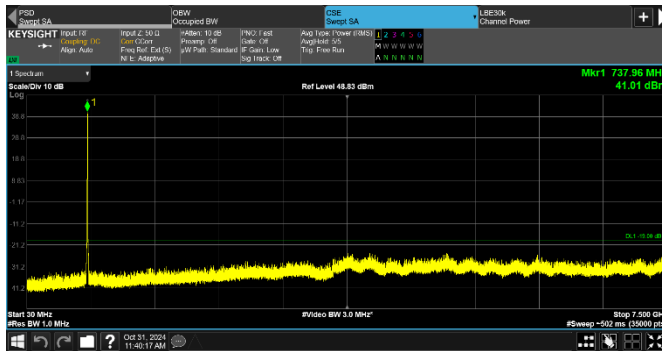 PSD
Swept SA
OBW
Occupied BW
CSE
Swept SA
LBE30k
Channel Power
+
KEYSIGHT
Input: RF
Coupling: DC
Align: Auto
Input Z: 50 Ω
Corr CCorr
Freq Ref: Ext (S)
NFE: Adaptive
#Atten: 10 dB
Preamp: Off
µW Path: Standard
PNO: Fast
Gate: Off
IF Gain: Low
Sig Track: Off
Avg Type: Power (RMS)
Avg|Hold: 5/5
Trig: Free Run
1 2 3 4 5 6
M W W W W W
A N N N N N
1 Spectrum
Scale/Div 10 dB
Log
Ref Level 48.83 dBm
Mkr1 737.96 MH
41.01 dBr
1
38.8
28.8
18.8
8.83
-1.17
-11.2
-21.2
-31.2
-41.2
DL1 -19.00 dB
Start 30 MHz
#Res BW 1.0 MHz
#Video BW 3.0 MHz*
Stop 7.500 GH
#Sweep ~502 ms (35000 pts
?
Oct 31, 2024
11:40:17 AM